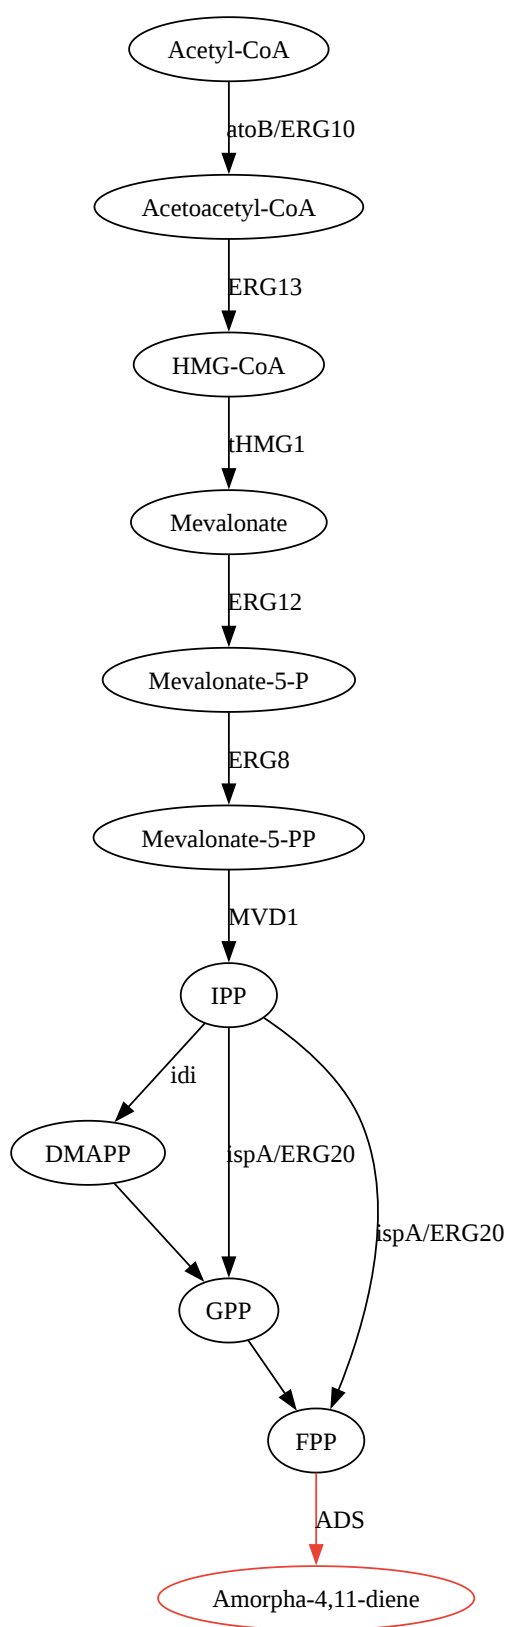 Acetyl-CoA
atoB/ERG10
Acetoacetyl-CoA
ERG13
HMG-CoA
tHMG1
Mevalonate
ERG12
Mevalonate-5-P
ERG8
Mevalonate-5-PP
MVD1
IPP
idi
DMAPP
ispA/ERG20
ispA/ERG20
GPP
FPP
ADS
Amorpha-4,11-diene